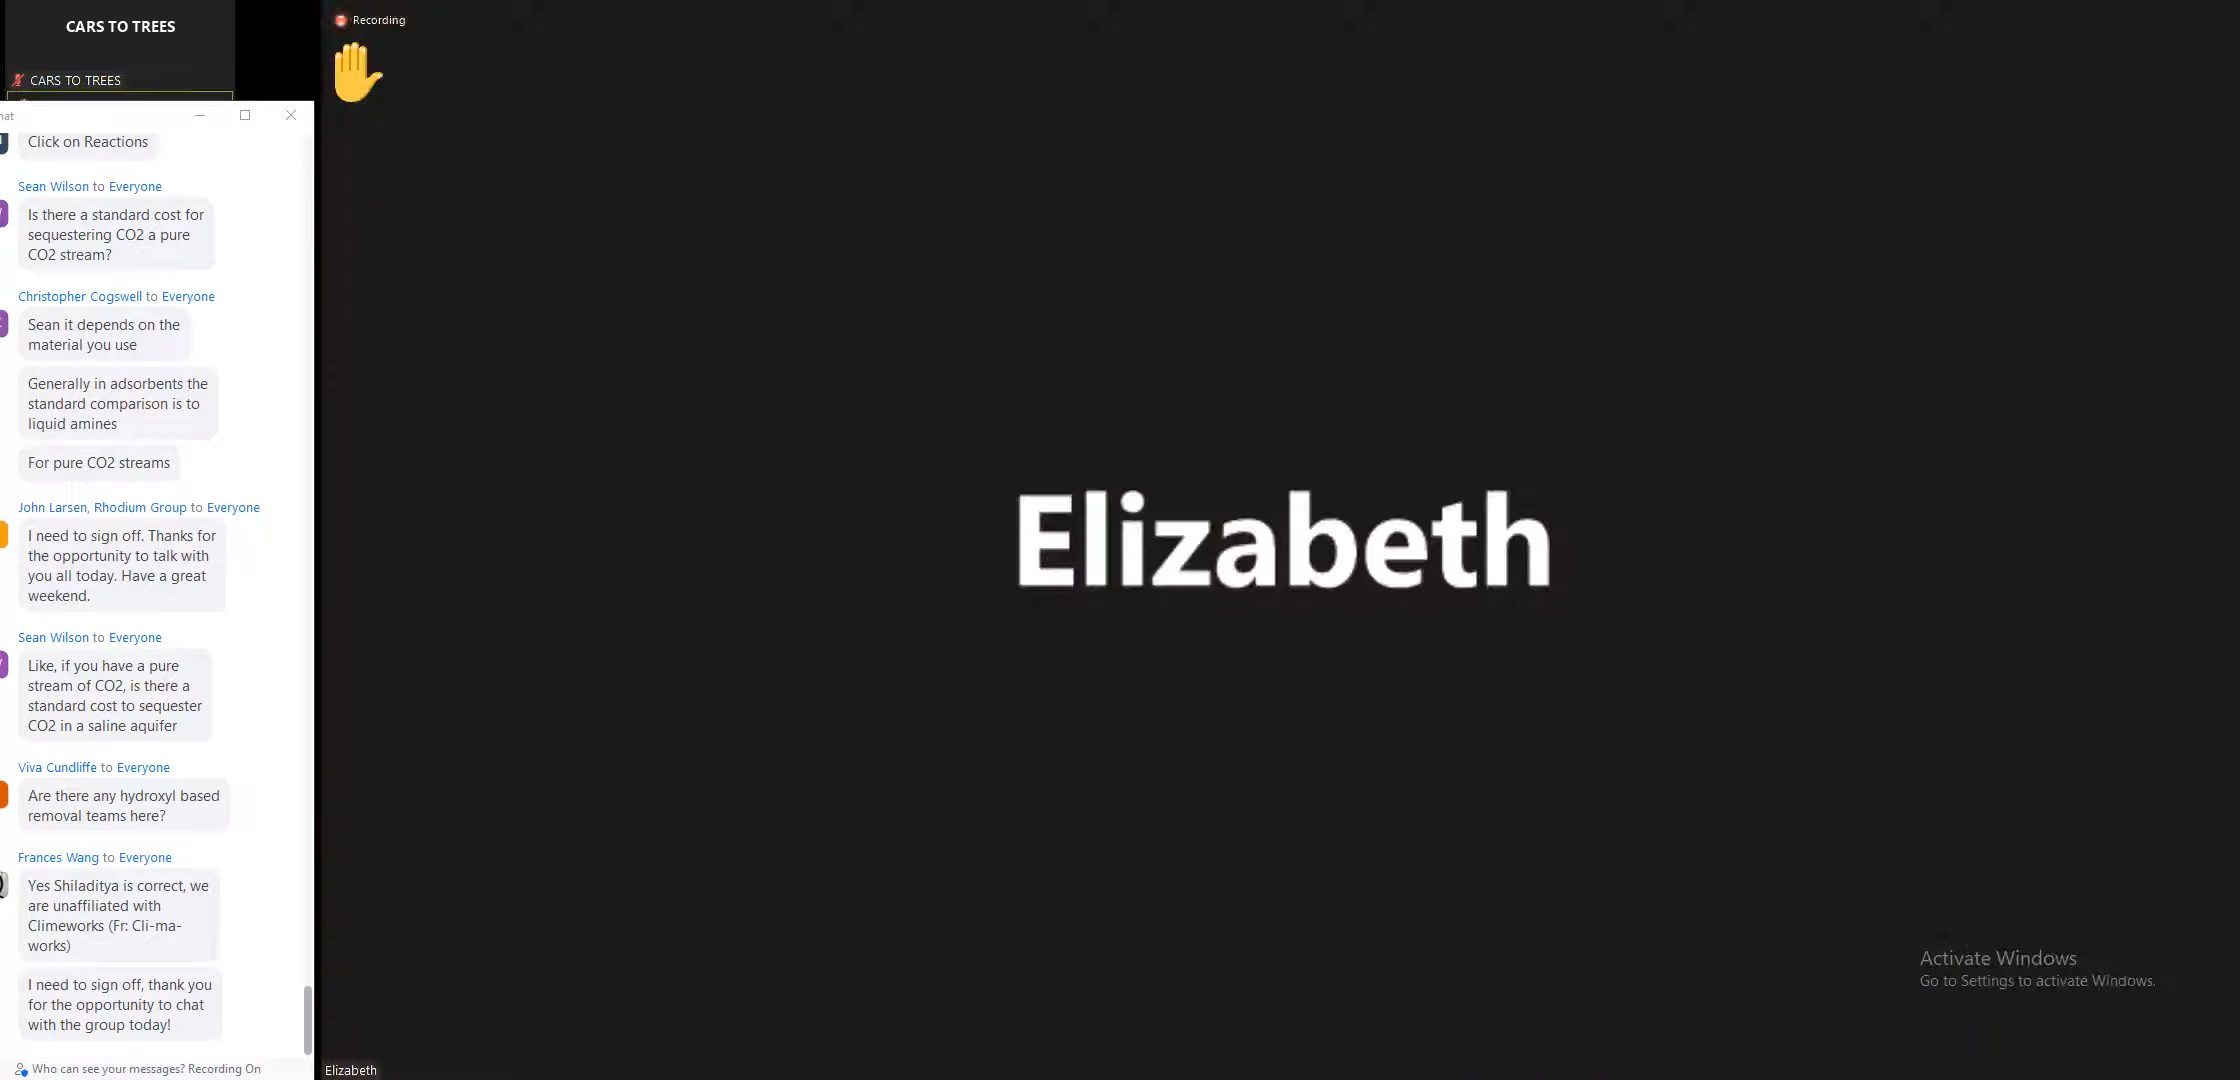 CARS TO TREES
CARS TO TREES
Recording
Click on Reactions
Sean Wilson to Everyone
Is there a standard cost for
sequestering CO2 a pure
CO2 stream?
Christopher Cogswell to Everyone
Sean it depends on the
material you use
Generally in adsorbents the
standard comparison is to
liquid amines
For pure CO2 streams
John Larsen, Rhodium Group to Everyone
I need to sign off. Thanks for
the opportunity to talk with
you all today. Have a great
weekend.
Sean Wilson to Everyone
Like, if you have a pure
stream of CO2, is there a
standard cost to sequester
CO2 in a saline aquifer
Viva Cundliffe to Everyone
Are there any hydroxyl based
removal teams here?
Frances Wang to Everyone
Yes Shiladitya is correct, we
are unaffiliated with
Climeworks (Fr: Cli-ma-
works)
I need to sign off, thank you
for the opportunity to chat
with the group today!
Who can see your messages? Recording On
Elizabeth
Activate Windows
Go to Settings to activate Windows.
Elizabeth